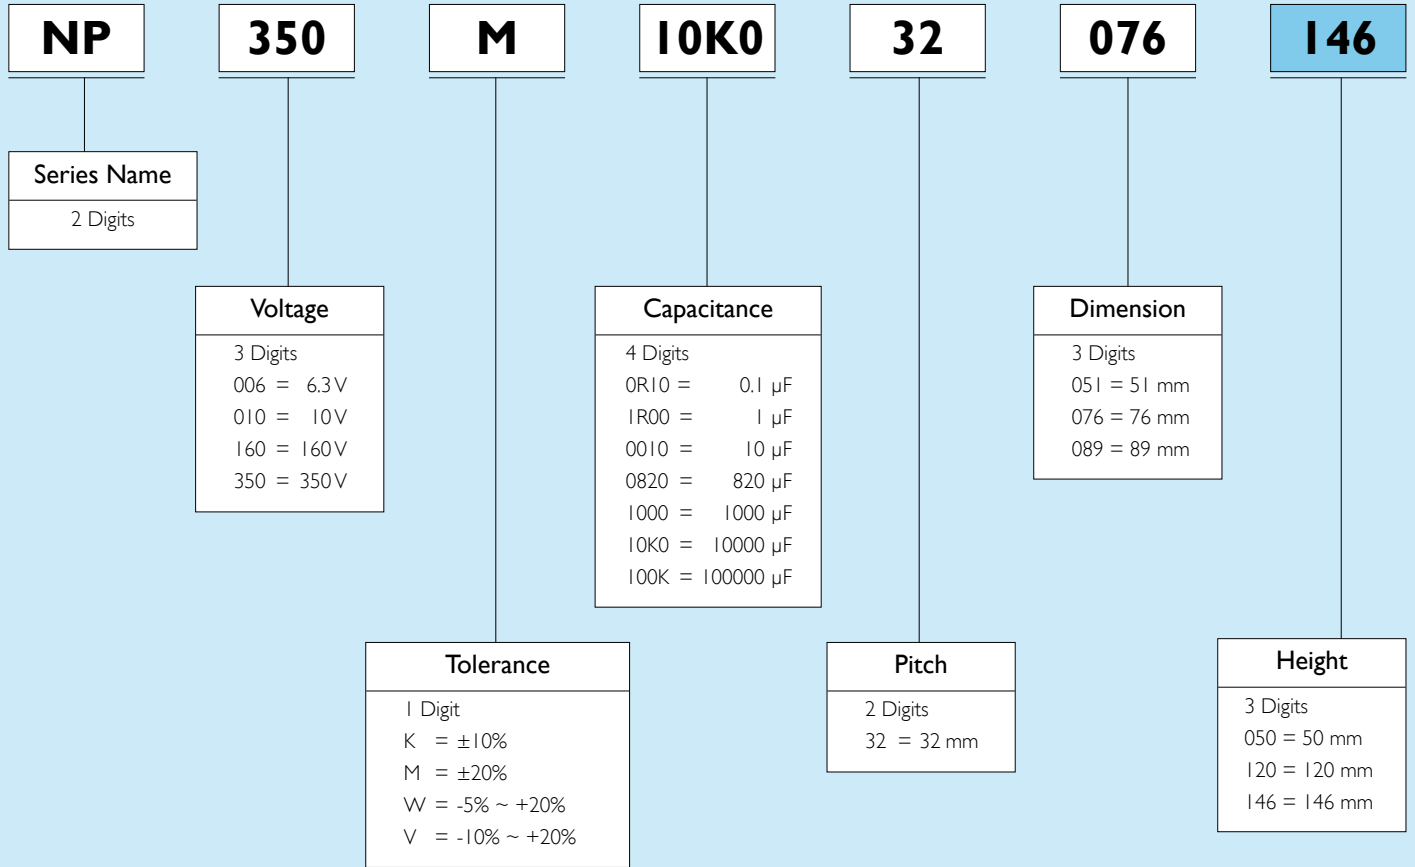 NP 350 M 10K0 32 076 146
Series Name
2 Digits
Voltage
3 Digits
006 = 6.3 V
010 = 10 V
160 = 160 V
350 = 350 V
Capacitance
4 Digits
0R10 = 0.1 µF
1R00 = 1 µF
0010 = 10 µF
0820 = 820 µF
1000 = 1000 µF
10K0 = 10000 µF
100K = 100000 µF
Dimension
3 Digits
051 = 51 mm
076 = 76 mm
089 = 89 mm
Tolerance
1 Digit
K = ±10%
M = ±20%
W = -5% ~ +20%
V = -10% ~ +20%
Pitch
2 Digits
32 = 32 mm
Height
3 Digits
050 = 50 mm
120 = 120 mm
146 = 146 mm